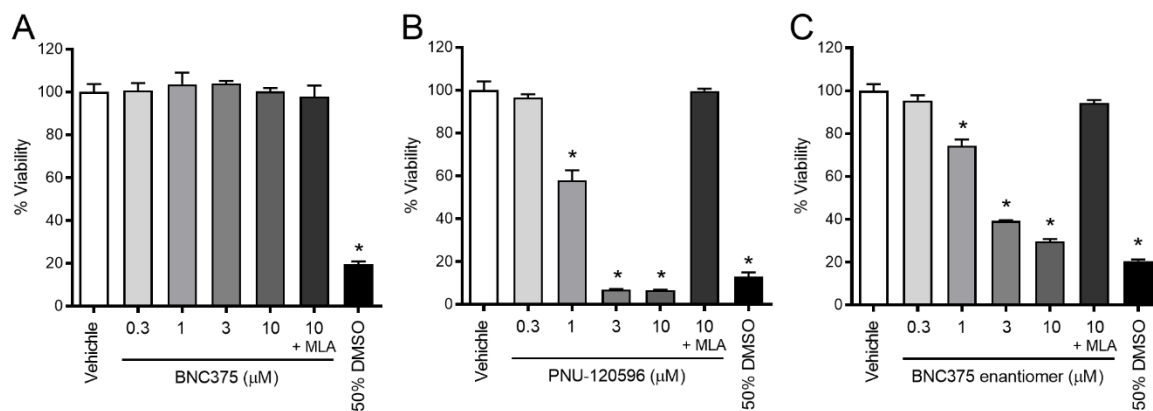 A
% Viability
120
100
80
60
40
20
0
*
Vehichle
0.3
1
3
10
10
+ MLA
50% DMSO
BNC375 (μM)
B
% Viability
120
100
80
60
40
20
0
*
*
*
*
Vehichle
0.3
1
3
10
10
+ MLA
50% DMSO
PNU-120596 (μM)
C
% Viability
120
100
80
60
40
20
0
*
*
*
*
Vehichle
0.3
1
3
10
10
+ MLA
50% DMSO
BNC375 enantiomer (μM)